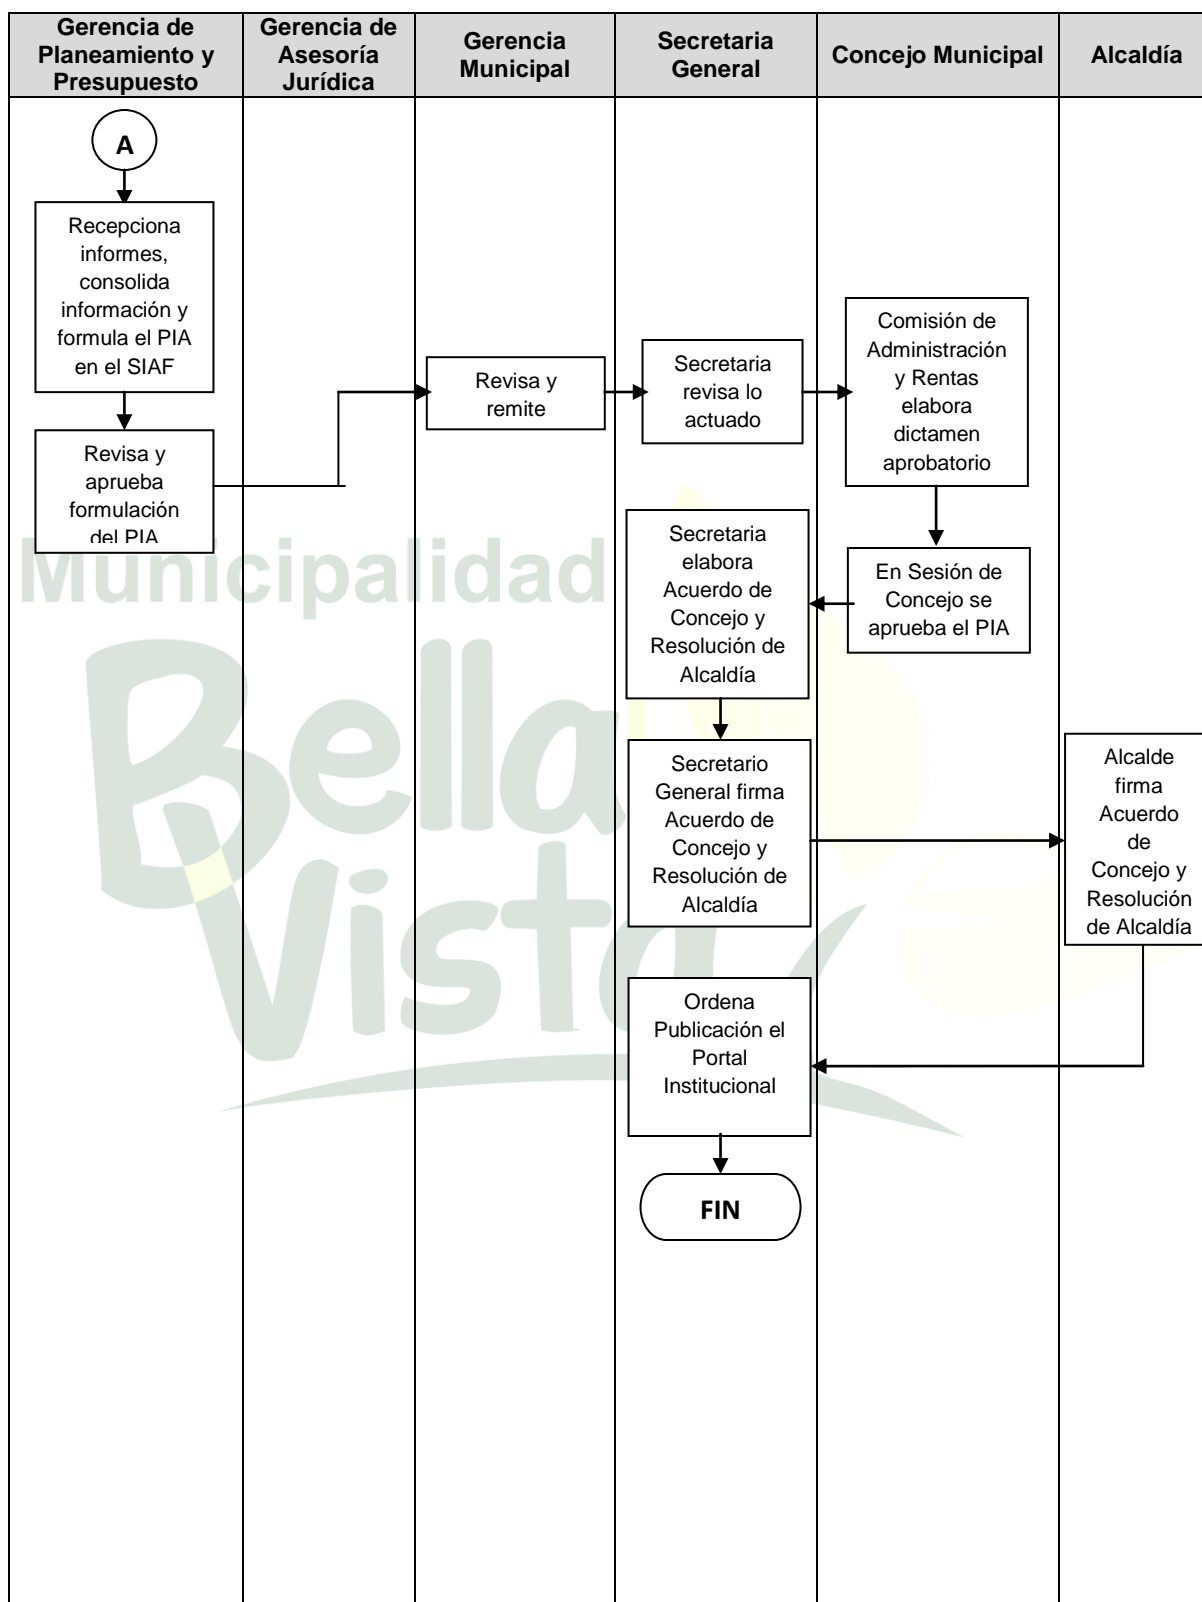 Gerencia de
Planeamiento y
Presupuesto
Gerencia de
Asesoría
Jurídica
Gerencia
Municipal
Secretaria
General
Concejo Municipal
Alcaldía
A
Recepciona
informes,
consolida
información y
formula el PIA
en el SIAF
Revisa y
aprueba
formulación
del PIA
Revisa y
remite
Secretaria
revisa lo
actuado
Comisión de
Administración
y Rentas
elabora
dictamen
aprobatorio
En Sesión de
Concejo se
aprueba el PIA
Secretaria
elabora
Acuerdo de
Concejo y
Resolución de
Alcaldía
Secretario
General firma
Acuerdo de
Concejo y
Resolución de
Alcaldía
Alcalde
firma
Acuerdo
de
Concejo y
Resolución
de Alcaldía
Ordena
Publicación el
Portal
Institucional
FIN
Municipalidad
Bella
Vista